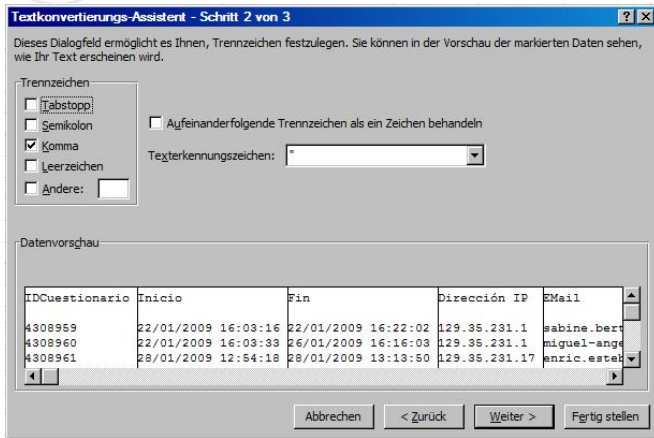 Textkonvertierungs-Assistent - Schritt 2 von 3
Dieses Dialogfeld ermöglicht es Ihnen, Trennzeichen festzulegen. Sie können in der Vorschau der markierten Daten sehen,
wie Ihr Text erscheinen wird.
Trennzeichen
Tabstopp
Semikolon
Komma
Leerzeichen
Andere:
Aufeinanderfolgende Trennzeichen als ein Zeichen behandeln
Texterkennungszeichen: "
Datenvorschau
IDCuestionario Inicio Fin Dirección IP EMail
4308959 22/01/2009 16:03:16 22/01/2009 16:22:02 129.35.231.1 sabine.bert
4308960 22/01/2009 16:03:33 26/01/2009 16:16:03 129.35.231.1 miguel-ange
4308961 28/01/2009 12:54:18 28/01/2009 13:13:50 129.35.231.17 enric.esteb
Abbrechen < Zurück Weiter > Fertig stellen